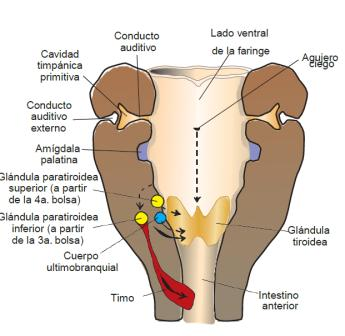 Conducto
auditivo
Lado ventral
de la faringe
Agujero
ciego
Cavidad
timpánica
primitiva
Conducto
auditivo
externo
Amígdala
palatina
Glándula paratiroidea
superior (a partir
de la 4a. bolsa)
Glándula paratiroidea
inferior (a partir
de la 3a. bolsa)
Cuerpo
ultimobranquial
Timo
Glándula
tiroidea
Intestino
anterior